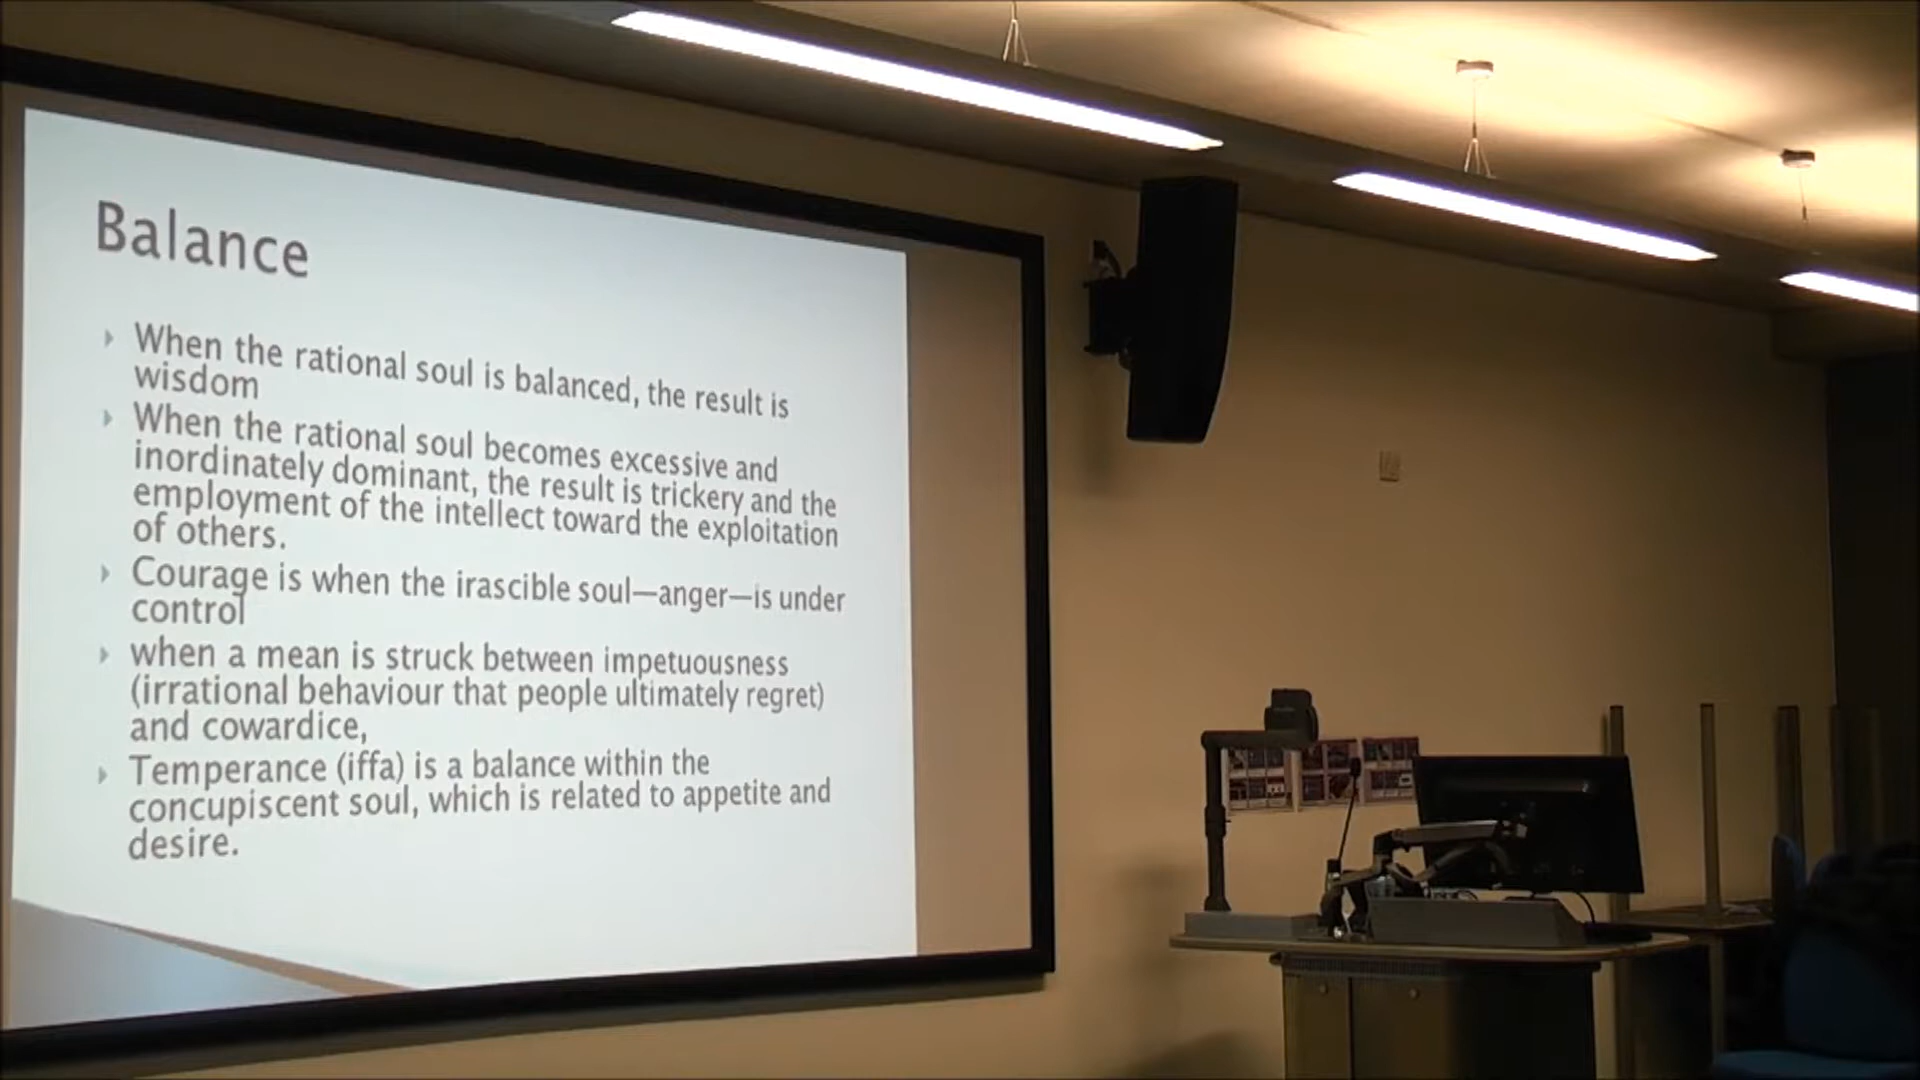 Balance
When the rational soul is balanced, the result is
wisdom
When the rational soul becomes excessive and
inordinately dominant, the result is trickery and the
employment of the intellect toward the exploitation
of others.
Courage is when the irascible soul—anger—is under
control
when a mean is struck between impetuousness
(irrational behaviour that people ultimately regret)
and cowardice,
Temperance (iffa) is a balance within the
concupiscent soul, which is related to appetite and
desire.